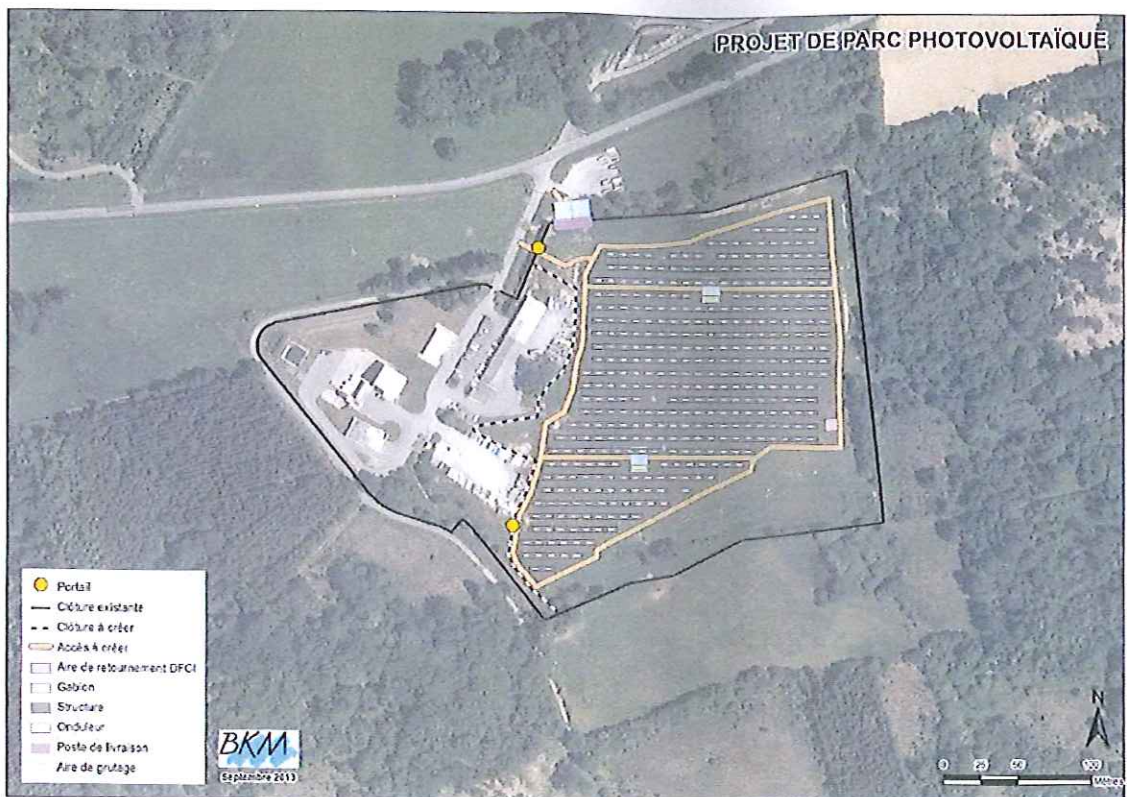 PROJET DE PARC PHOTOVOLTAÏQUE
Portail
Clôture existante
Clôture à créer
Accès à créer
Aire de retournement DFCI
Gabion
Structure
Onduleur
Poste de livraison
Aire de grutage
BKM
Septembre 2013
N
0 25 50 100
Mètres